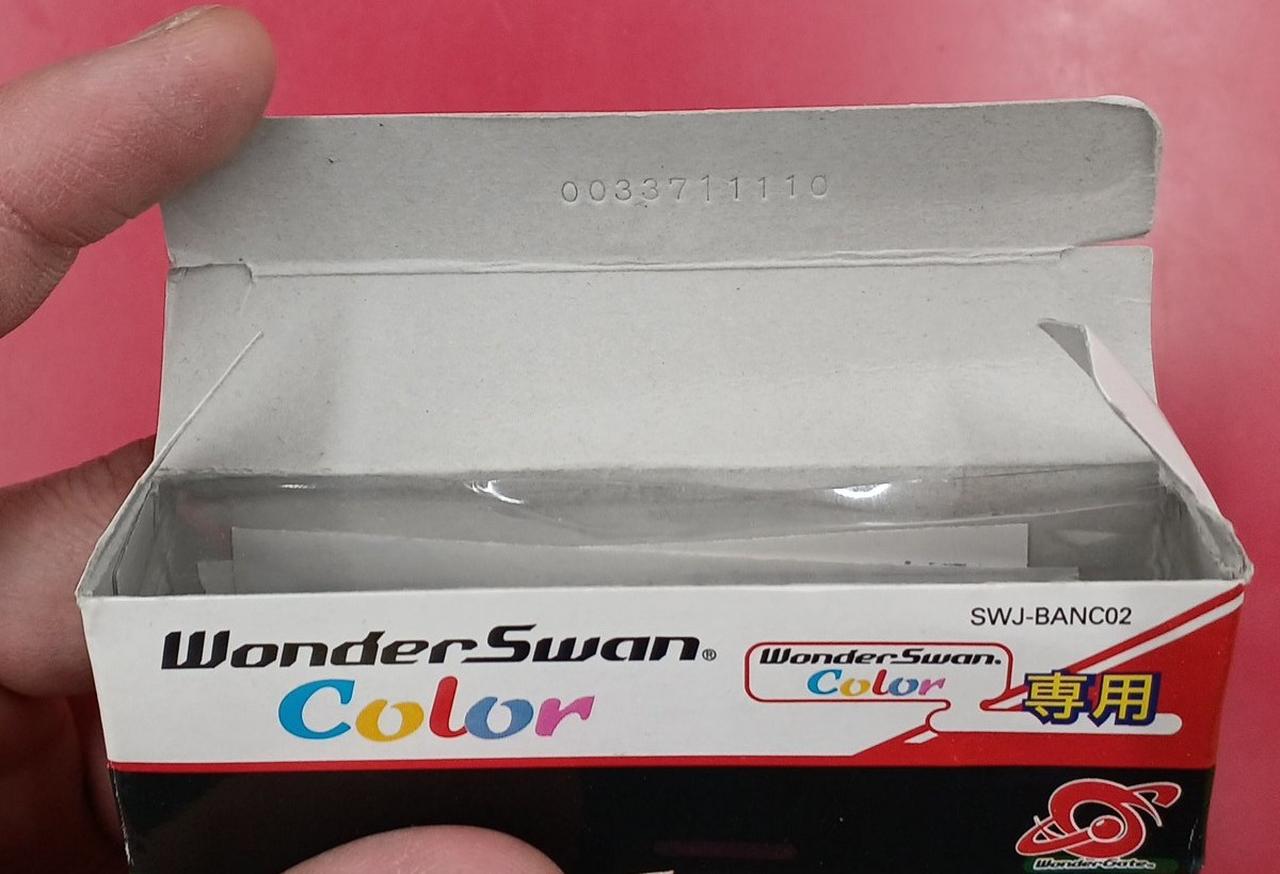 0033711110
SWJ-BANC02
WonderSwan®
Color
WonderSwan.
Color
専用
WonderGate